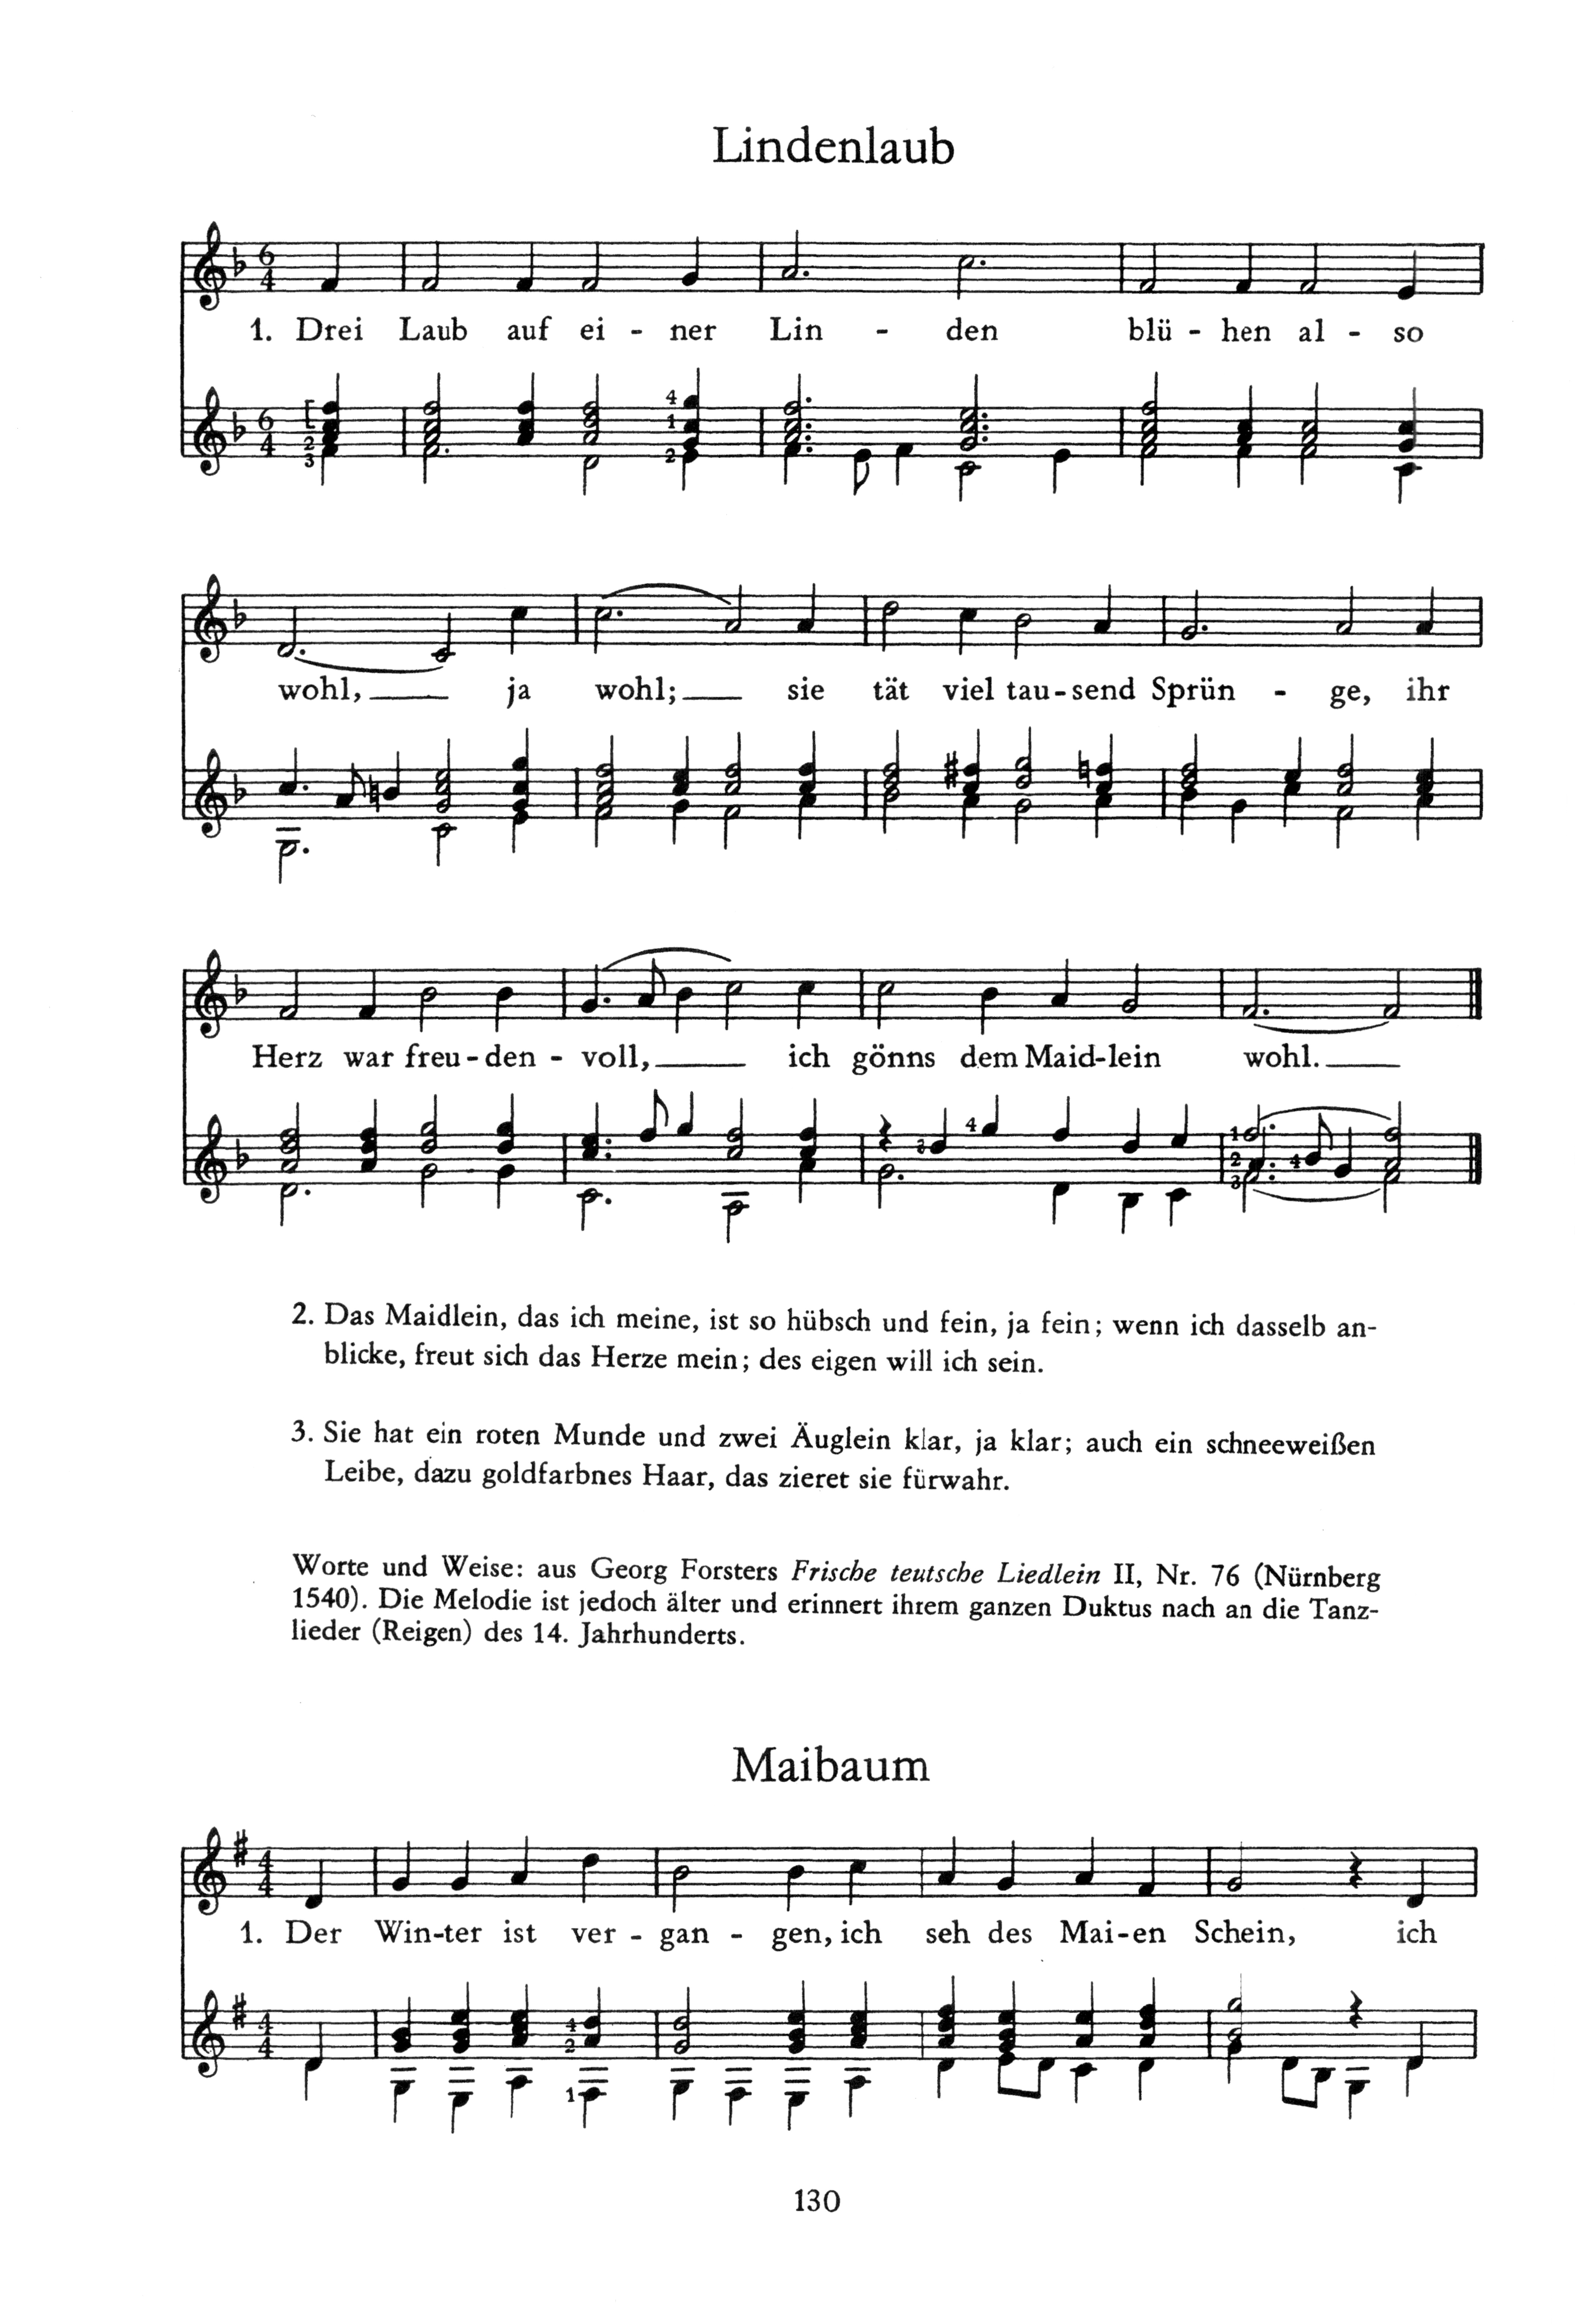 Lindenlaub
1. Drei Laub auf ei - ner Lin - den blü - hen al - so
wohl, ja wohl; sie tät viel tau - send Sprün - ge, ihr
Herz war freu - den - voll, ich gönns dem Maid - lein wohl.
2. Das Maidlein, das ich meine, ist so hübsch und fein, ja fein; wenn ich dasselb an-
blicke, freut sich das Herze mein; des eigen will ich sein.
3. Sie hat ein roten Munde und zwei Äuglein klar, ja klar; auch ein schneeweißen
Leibe, dazu goldfarbnes Haar, das zieret sie fürwahr.
Worte und Weise: aus Georg Forsters Frische teutsche Liedlein II, Nr. 76 (Nürnberg
1540). Die Melodie ist jedoch älter und erinnert ihrem ganzen Duktus nach an die Tanz-
lieder (Reigen) des 14. Jahrhunderts.
Maibaum
1. Der Win-ter ist ver - gan - gen, ich seh des Mai-en Schein, ich
130